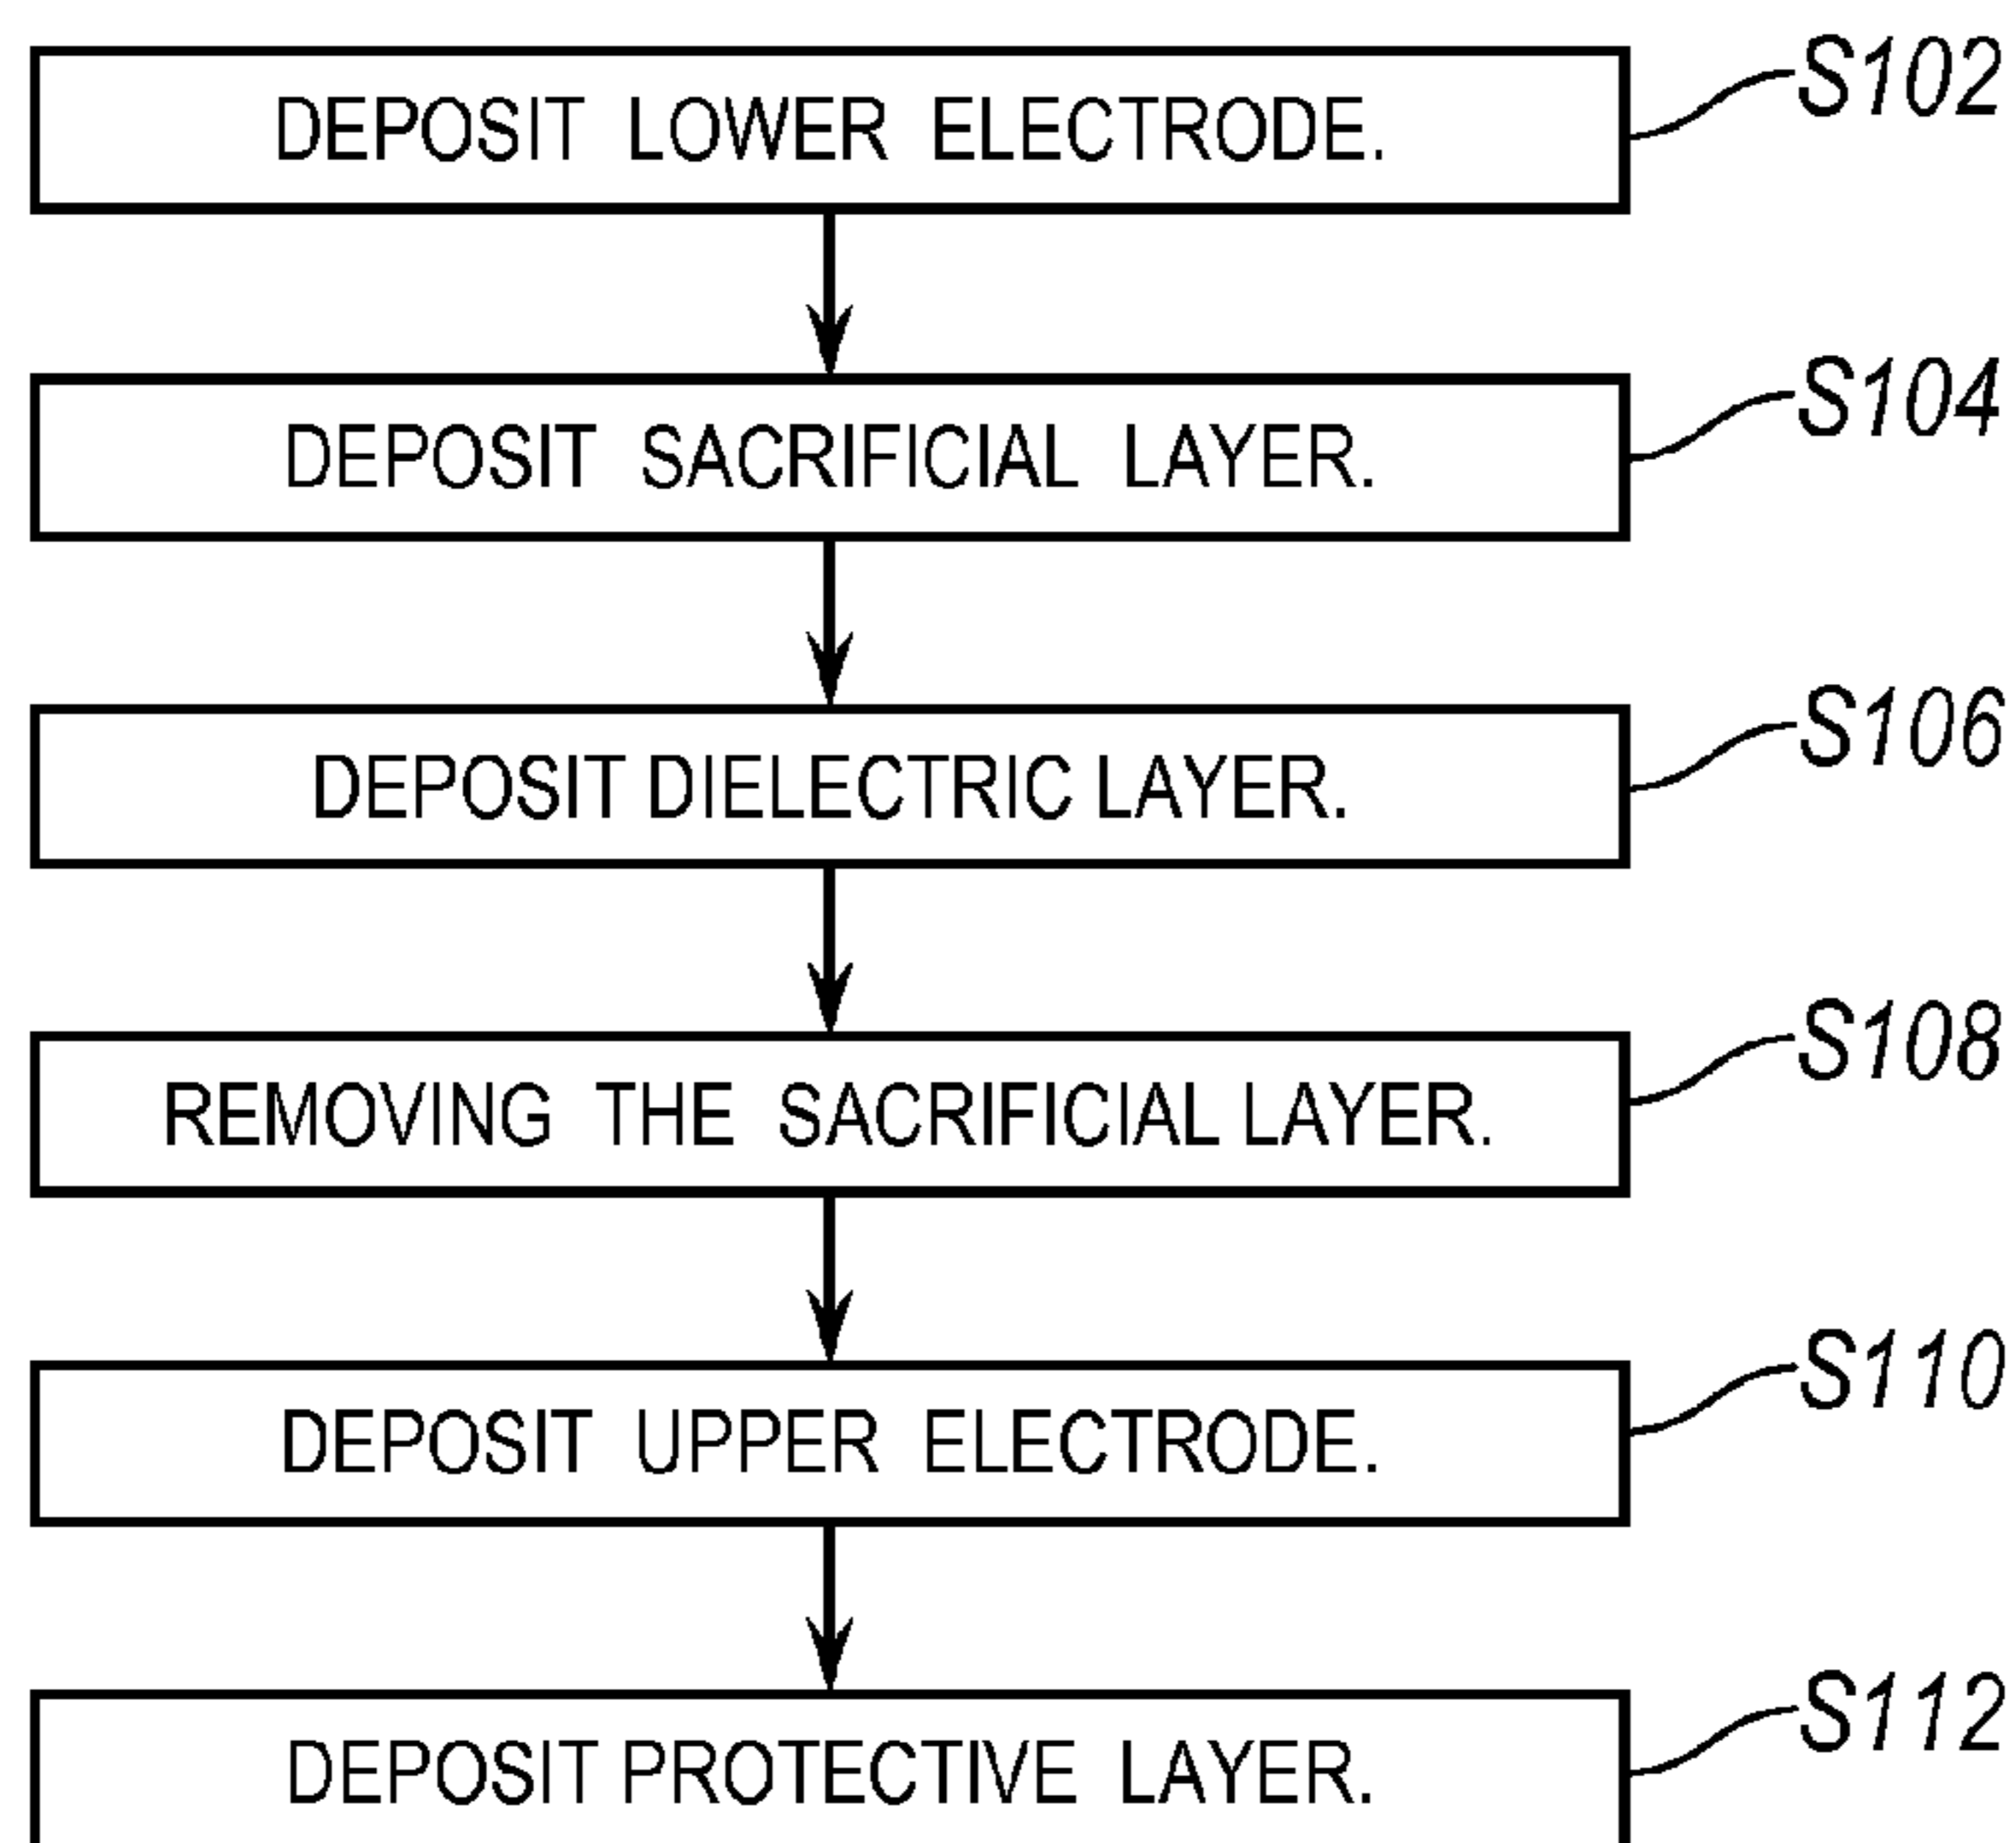 DEPOSIT LOWER ELECTRODE.
S102
DEPOSIT SACRIFICIAL LAYER.
S104
DEPOSIT DIELECTRIC LAYER.
S106
REMOVING THE SACRIFICIAL LAYER.
S108
DEPOSIT UPPER ELECTRODE.
S110
DEPOSIT PROTECTIVE LAYER.
S112